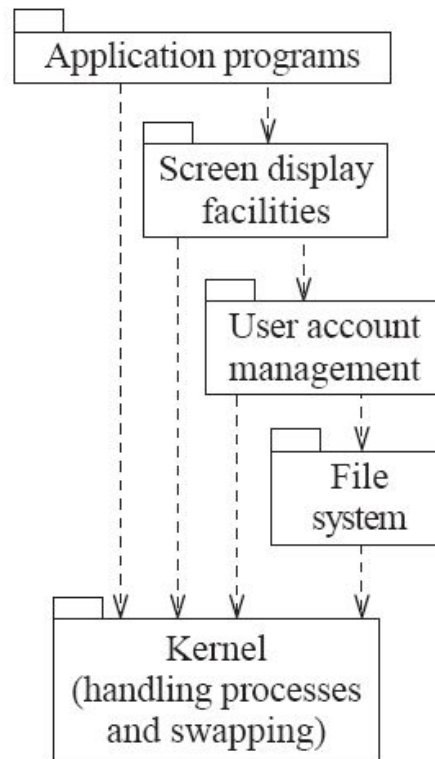 Application programs
Screen display
facilities
User account
management
File
system
Kernel
(handling processes
and swapping)